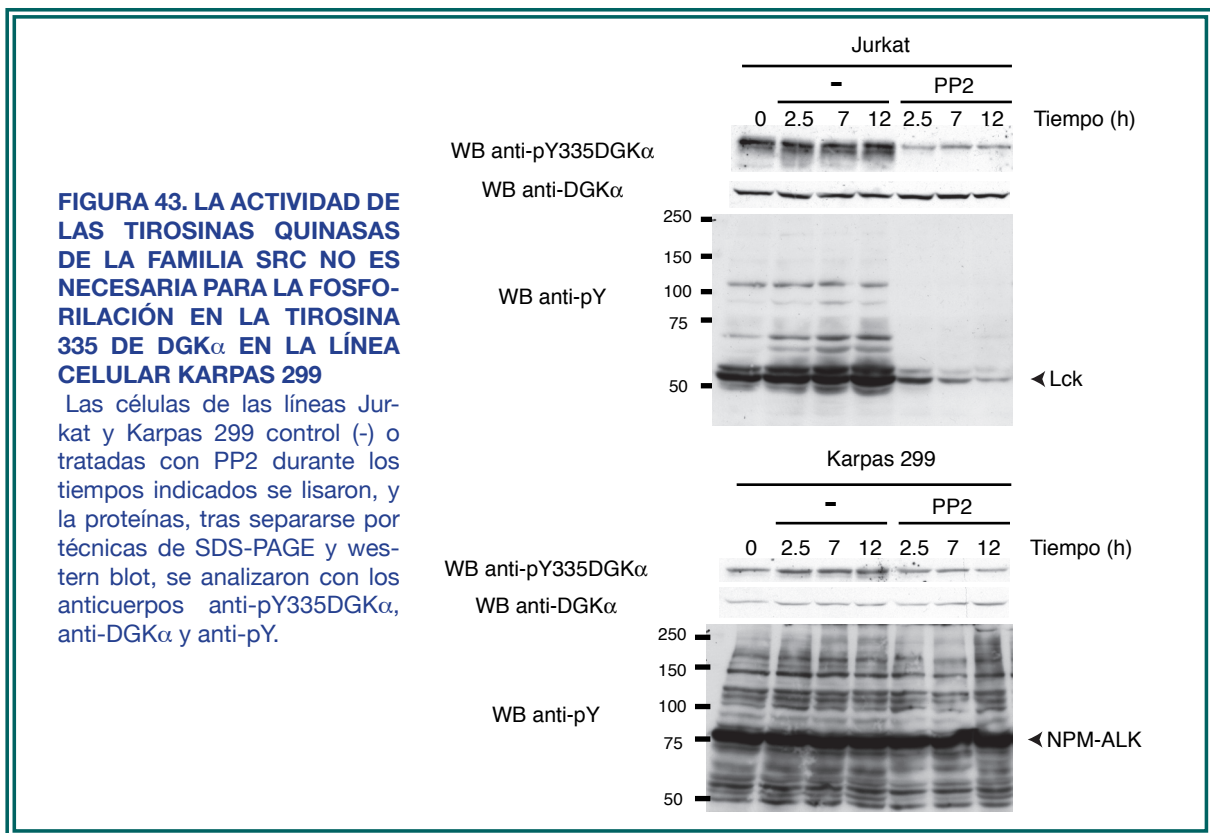 FIGURA 43. LA ACTIVIDAD DE
LAS TIROSINAS QUINASAS
DE LA FAMILIA SRC NO ES
NECESARIA PARA LA FOSFO-
RILACIÓN EN LA TIROSINA
335 DE DGKα EN LA LÍNEA
CELULAR KARPAS 299
Las células de las líneas Jur-
kat y Karpas 299 control (-) o
tratadas con PP2 durante los
tiempos indicados se lisaron, y
la proteínas, tras separarse por
técnicas de SDS-PAGE y wes-
tern blot, se analizaron con los
anticuerpos anti-pY335DGKα,
anti-DGKα y anti-pY.
Jurkat
- PP2
0 2.5 7 12 2.5 7 12 Tiempo (h)
WB anti-pY335DGKα
WB anti-DGKα
250
150
100
WB anti-pY
75
50
Lck
Karpas 299
- PP2
0 2.5 7 12 2.5 7 12 Tiempo (h)
WB anti-pY335DGKα
WB anti-DGKα
250
150
100
WB anti-pY
75
NPM-ALK
50